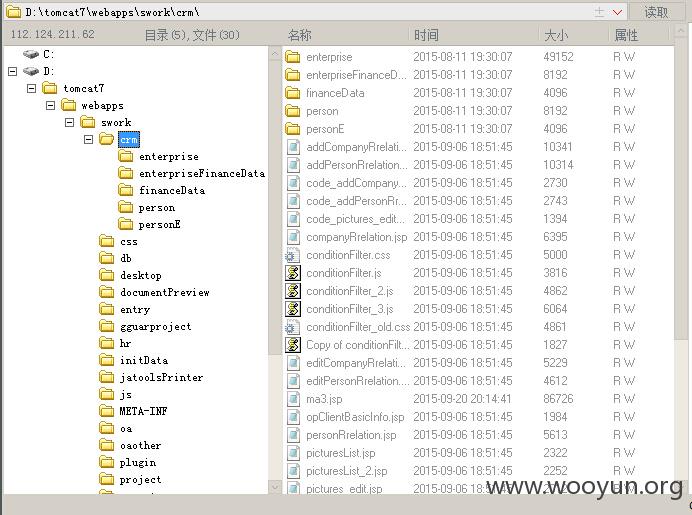 D:\tomcat7\webapps\swork\crm\ 读取
112.124.211.62 目录(5),文件(30) 名称 时间 大小 属性
C:
D:
tomcat7
webapps
swork
crm
enterprise
enterpriseFinanceData
financeData
person
personE
css
db
desktop
documentPreview
entry
gguarproject
hr
initData
jatoolsPrinter
js
META-INF
oa
oaother
plugin
project
enterprise 2015-08-11 19:30:07 49152 R W
enterpriseFinanceD... 2015-08-11 19:30:07 8192 R W
financeData 2015-08-11 19:30:07 4096 R W
person 2015-08-11 19:30:07 8192 R W
personE 2015-08-11 19:30:07 4096 R W
addCompanyRrelatio... 2015-09-06 18:51:45 10341 R W
addPersonRrelation... 2015-09-06 18:51:45 10314 R W
code_addCompany... 2015-09-06 18:51:45 2730 R W
code_addPersonRr... 2015-09-06 18:51:45 2743 R W
code_pictures_edit... 2015-09-06 18:51:45 1394 R W
companyRrelation.jsp 2015-09-06 18:51:45 6395 R W
conditionFilter.css 2015-09-06 18:51:45 5000 R W
conditionFilter.js 2015-09-06 18:51:45 3816 R W
conditionFilter_2.js 2015-09-06 18:51:45 4862 R W
conditionFilter_3.js 2015-09-06 18:51:45 6064 R W
conditionFilter_old.css 2015-09-06 18:51:45 4861 R W
Copy of conditionFilt... 2015-09-06 18:51:45 1827 R W
editCompanyRrelati... 2015-09-06 18:51:45 5229 R W
editPersonRrelation... 2015-09-06 18:51:45 4612 R W
ma3.jsp 2015-09-20 20:14:41 86726 R W
opClientBasicInfo.jsp 2015-09-06 18:51:45 1984 R W
personRrelation.jsp 2015-09-06 18:51:45 5613 R W
picturesList.jsp 2015-09-06 18:51:45 2322 R W
picturesList_2.jsp 2015-09-06 18:51:45 2252 R W
pictures_edit.jsp 2015-09-06 18:51:45 R W
www.wooyun.org